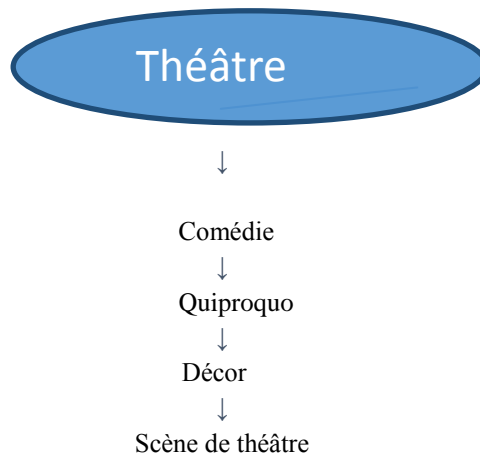 Théâtre
↓
Comédie
↓
Quiproquo
↓
Décor
↓
Scène de théâtre